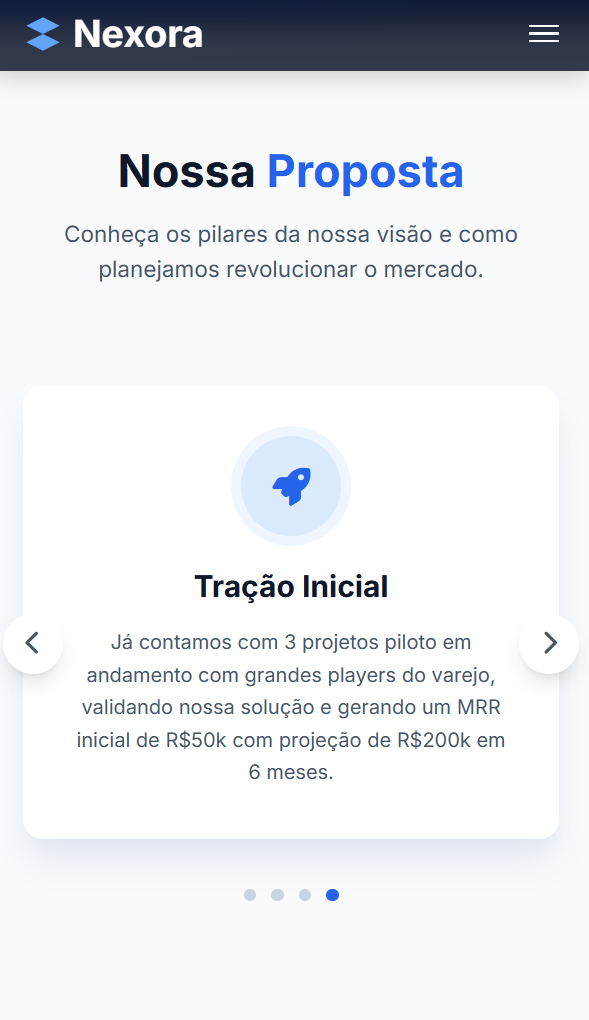 Nexora
Nossa Proposta
Conheça os pilares da nossa visão e como
planejamos revolucionar o mercado.
Tração Inicial
Já contamos com 3 projetos piloto em
andamento com grandes players do varejo,
validando nossa solução e gerando um MRR
inicial de R$50k com projeção de R$200k em
6 meses.